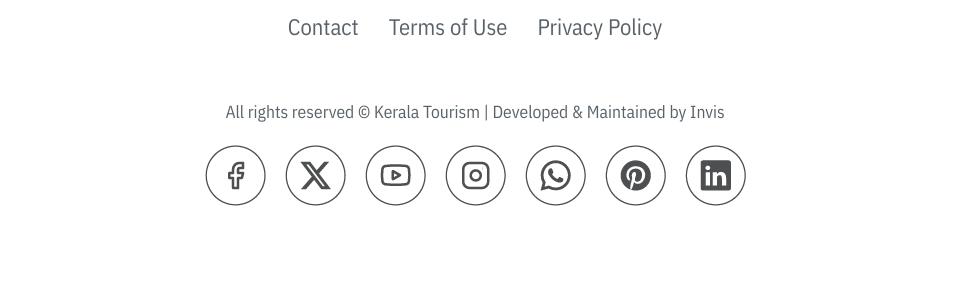 Contact Terms of Use Privacy Policy
All rights reserved © Kerala Tourism | Developed & Maintained by Invis